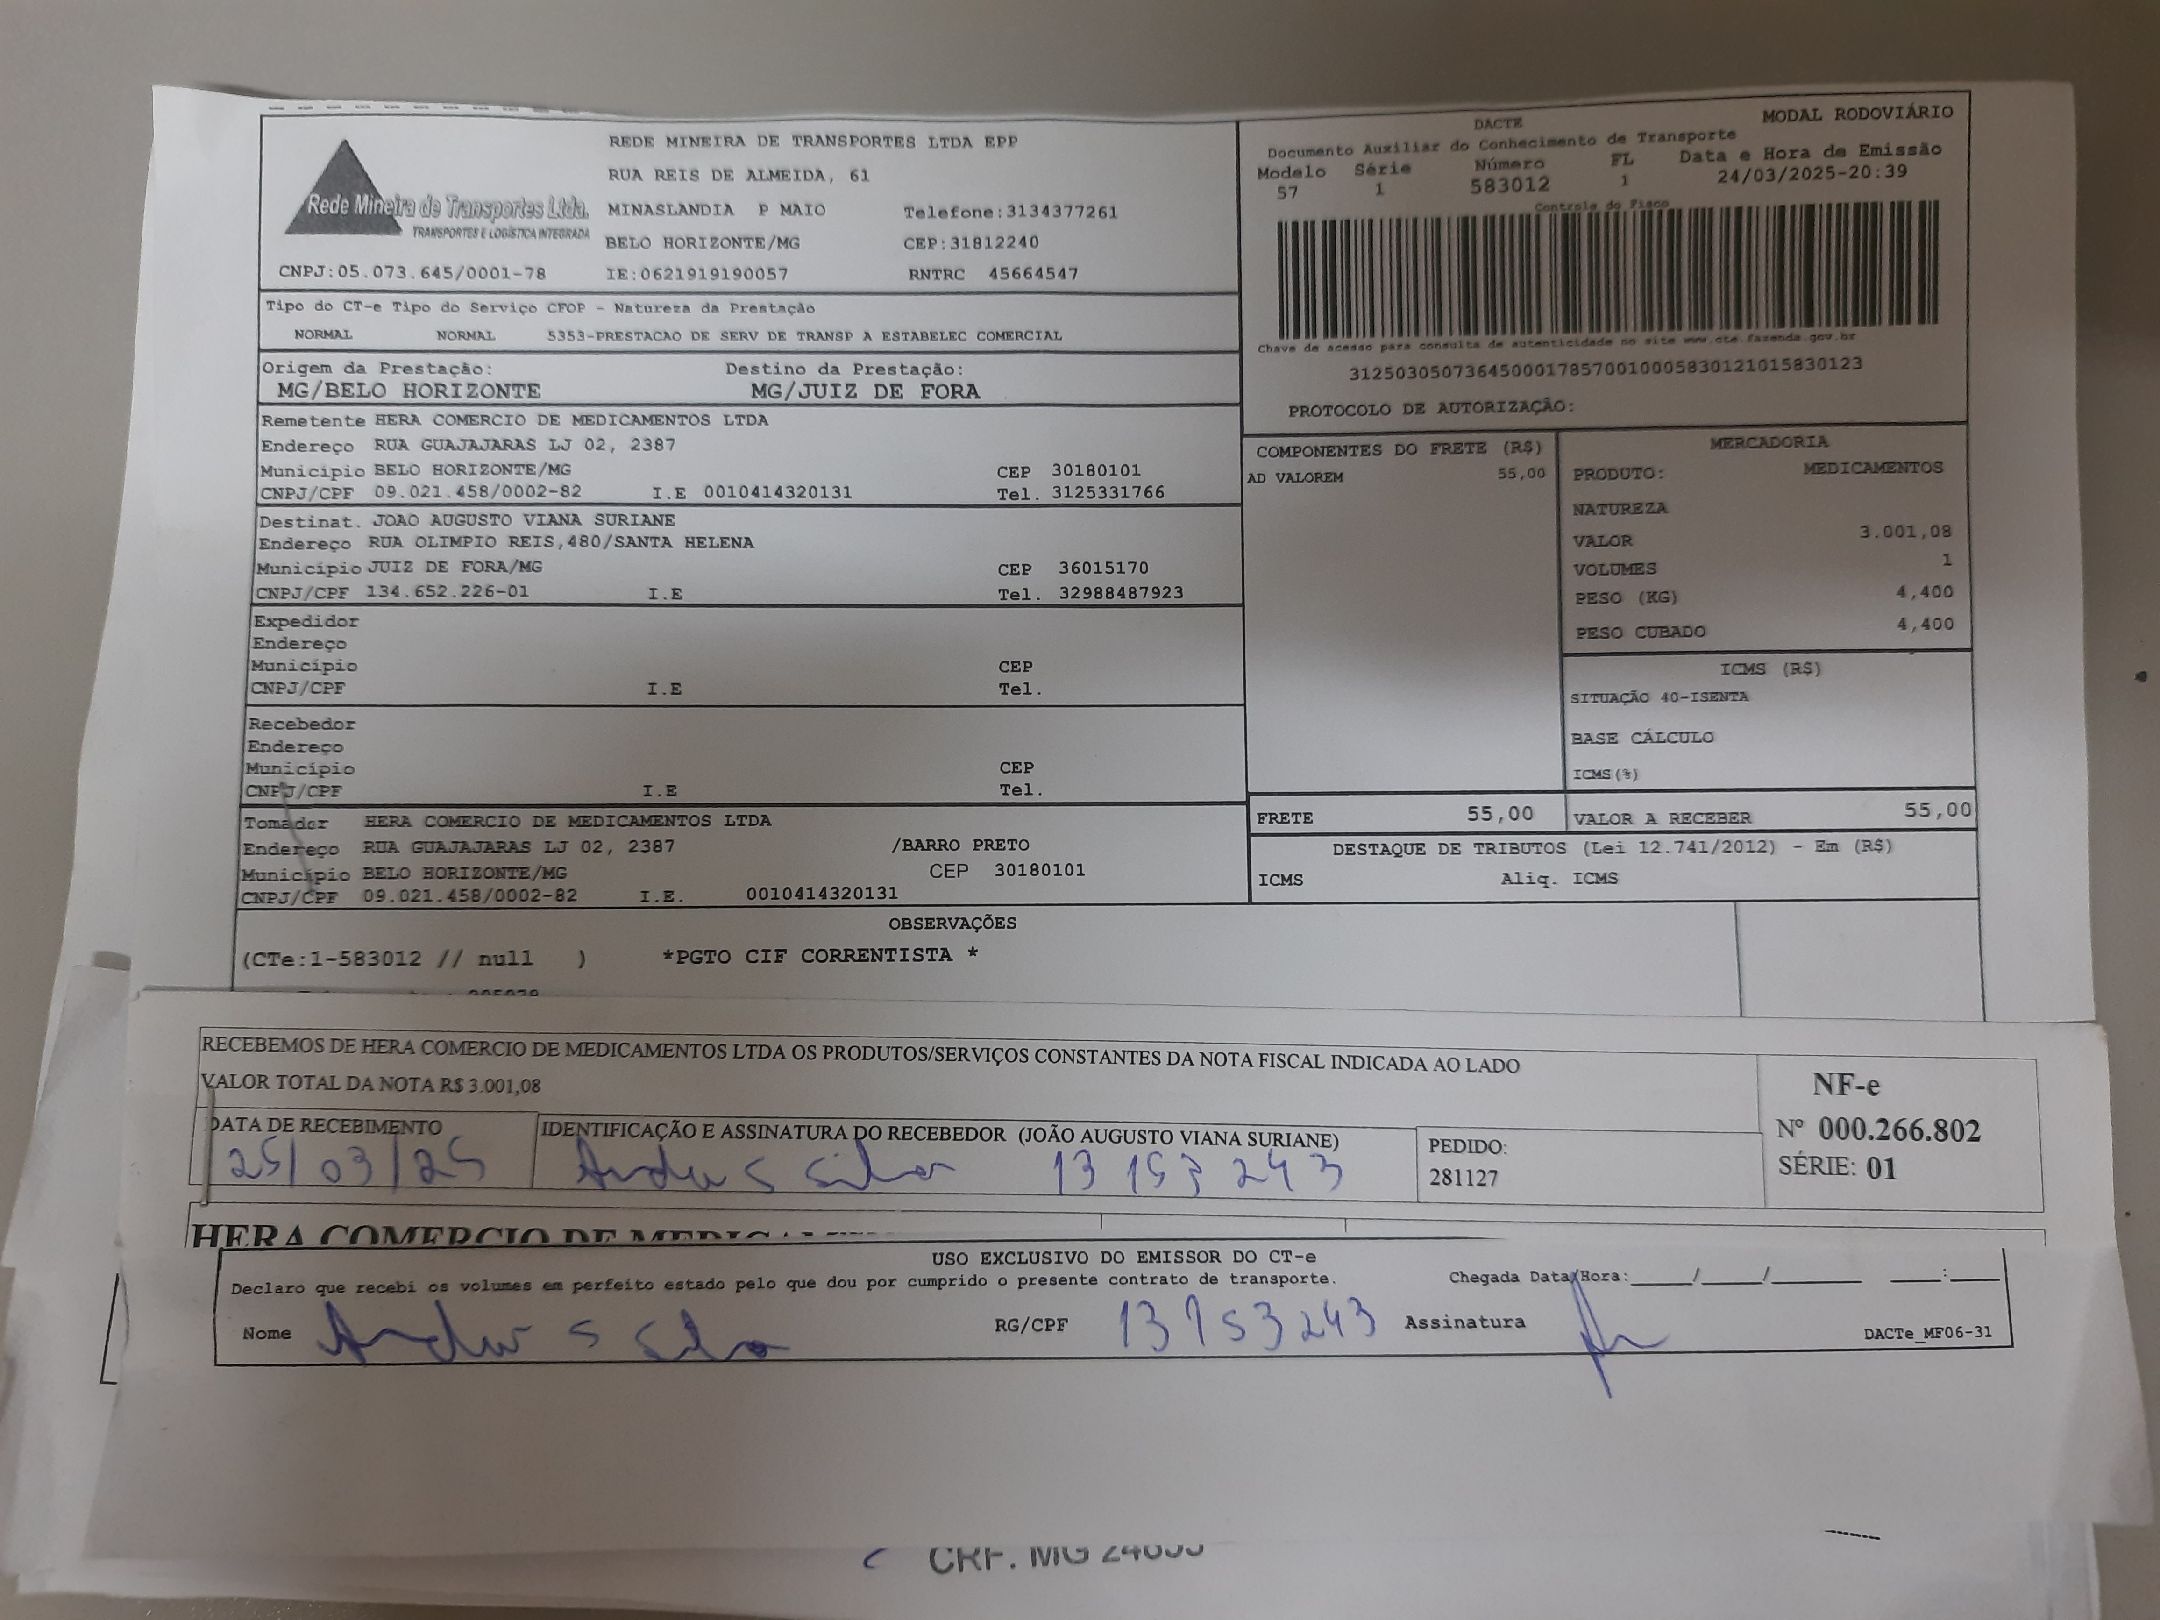 REDE MINEIRA DE TRANSPORTES LTDA EPP
RUA REIS DE ALMEIDA, 61
Rede Mineira de Transportes Ltda.
TRANSPORTES E LOGÍSTICA INTEGRADA
MINASLANDIA P MAIO Telefone:3134377261
BELO HORIZONTE/MG CEP:31812240
CNPJ:05.073.645/0001-78 IE:0621919190057 RNTRC 45664547
DACTE MODAL RODOVIÁRIO
Documento Auxiliar do Conhecimento de Transporte
Modelo Série Número FL Data e Hora de Emissão
57 1 583012 1 24/03/2025-20:39
Controle do Fisco
Chave de acesso para consulta de autenticidade no site www.cte.fazenda.gov.br
31250305073645000178570010005830121015830123
PROTOCOLO DE AUTORIZAÇÃO:
Tipo do CT-e Tipo do Serviço CFOP - Natureza da Prestação
NORMAL NORMAL 5353-PRESTACAO DE SERV DE TRANSP A ESTABELEC COMERCIAL
Origem da Prestação: Destino da Prestação:
MG/BELO HORIZONTE MG/JUIZ DE FORA
Remetente HERA COMERCIO DE MEDICAMENTOS LTDA
Endereço RUA GUAJAJARAS LJ 02, 2387
Município BELO HORIZONTE/MG CEP 30180101
CNPJ/CPF 09.021.458/0002-82 I.E 0010414320131 Tel. 3125331766
Destinat. JOAO AUGUSTO VIANA SURIANE
Endereço RUA OLIMPIO REIS,480/SANTA HELENA
Município JUIZ DE FORA/MG CEP 36015170
CNPJ/CPF 134.652.226-01 I.E Tel. 32988487923
Expedidor
Endereço
Município CEP
CNPJ/CPF I.E Tel.
Recebedor
Endereço
Município CEP
CNPJ/CPF I.E Tel.
Tomador HERA COMERCIO DE MEDICAMENTOS LTDA
Endereço RUA GUAJAJARAS LJ 02, 2387 /BARRO PRETO
Município BELO HORIZONTE/MG CEP 30180101
CNPJ/CPF 09.021.458/0002-82 I.E. 0010414320131
COMPONENTES DO FRETE (R$)
AD VALOREM 55,00
MERCADORIA
PRODUTO: MEDICAMENTOS
NATUREZA
VALOR 3.001,08
VOLUMES 1
PESO (KG) 4,400
PESO CUBADO 4,400
ICMS (R$)
SITUAÇÃO 40-ISENTA
BASE CÁLCULO
ICMS(%)
FRETE 55,00 VALOR A RECEBER 55,00
DESTAQUE DE TRIBUTOS (Lei 12.741/2012) - Em (R$)
ICMS Aliq. ICMS
OBSERVAÇÕES
(CTe:1-583012 // null ) *PGTO CIF CORRENTISTA *
RECEBEMOS DE HERA COMERCIO DE MEDICAMENTOS LTDA OS PRODUTOS/SERVIÇOS CONSTANTES DA NOTA FISCAL INDICADA AO LADO
VALOR TOTAL DA NOTA R$ 3.001,08
DATA DE RECEBIMENTO IDENTIFICAÇÃO E ASSINATURA DO RECEBEDOR (JOÃO AUGUSTO VIANA SURIANE)
25/03/25 S Silva 13 153 243
PEDIDO:
281127
NF-e
Nº 000.266.802
SÉRIE: 01
HERA COMERCIO DE
USO EXCLUSIVO DO EMISSOR DO CT-e
Declaro que recebi os volumes em perfeito estado pelo que dou por cumprido o presente contrato de transporte. Chegada Data/Hora:_____/_____/________ ____:____
Nome S Silva RG/CPF 13153243 Assinatura
DACTe_MF06-31
CRF. MG